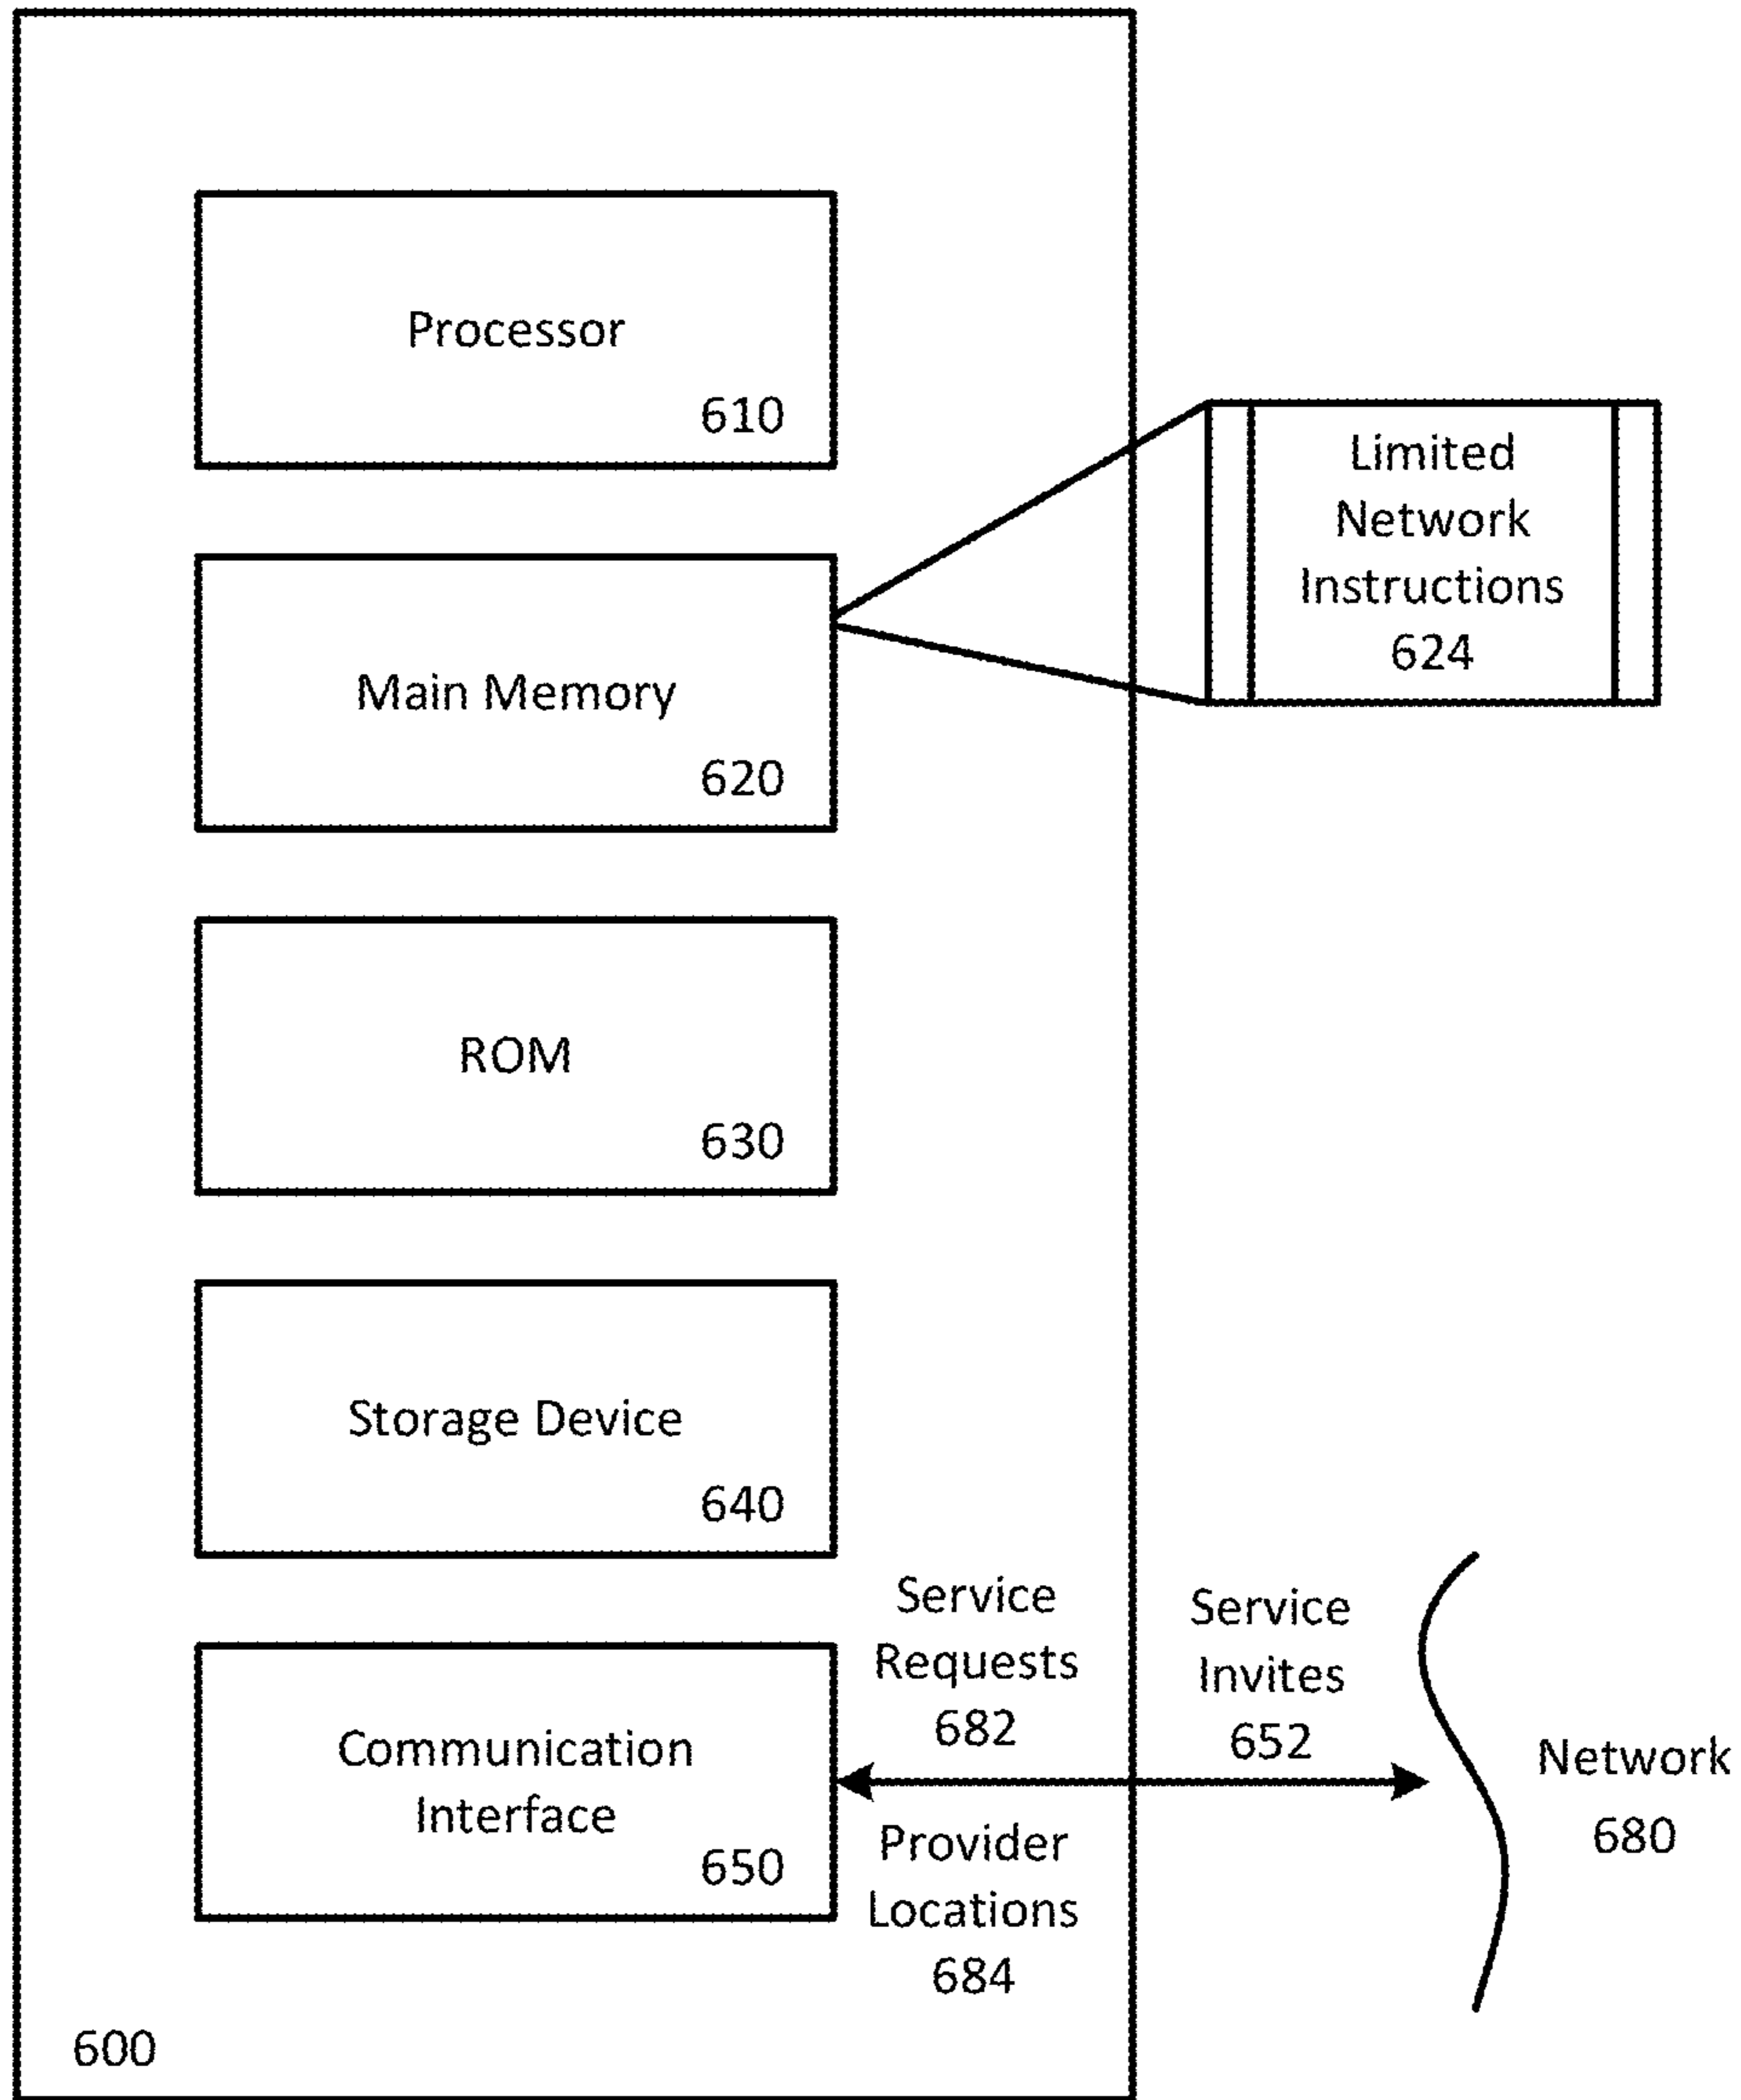 Processor
610
Limited
Network
Instructions
624
Main Memory
620
ROM
630
Storage Device
640
Service
Requests
682
Service
Invites
652
Communication
Interface
650
Provider
Locations
684
Network
680
600